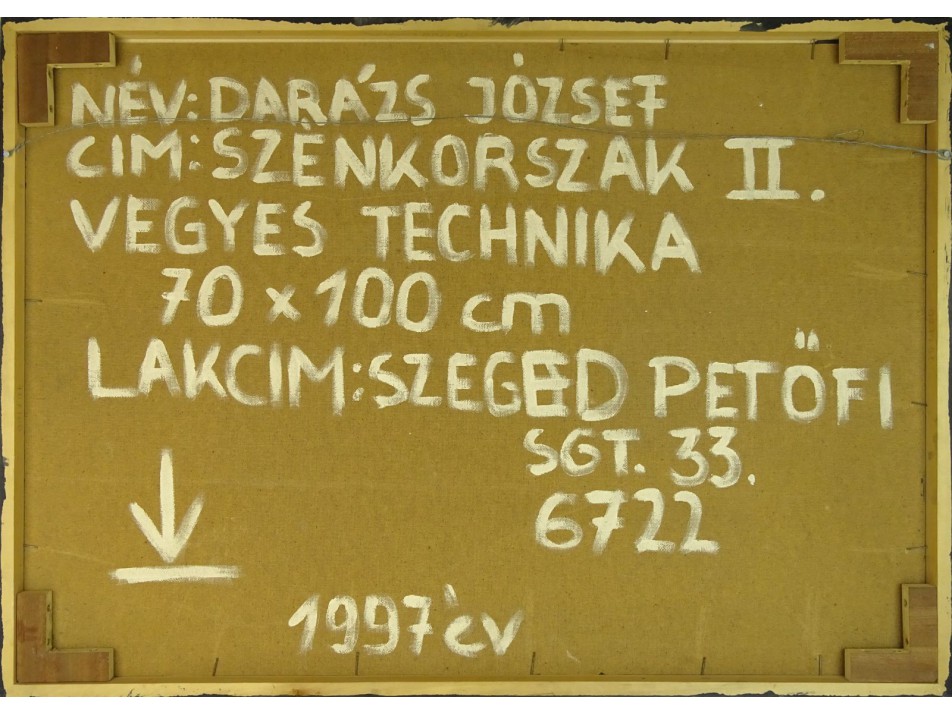 NÉV: DARÁZS JÓZSEF
CIM: SZÉNKORSZAK II.
VEGYES TECHNIKA
70 x 100 cm
LAKCIM: SZEGED PETŐFI
SGT. 33.
6722
1997 év